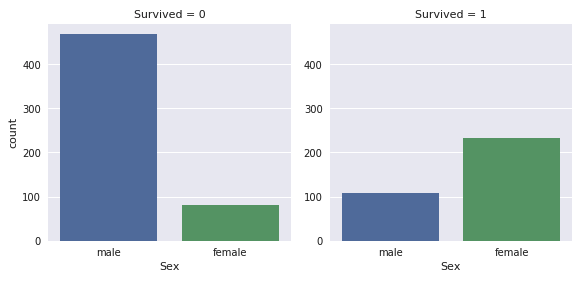 Survived = 0
count
400
300
200
100
0
male
female
Sex
Survived = 1
400
300
200
100
0
male
female
Sex